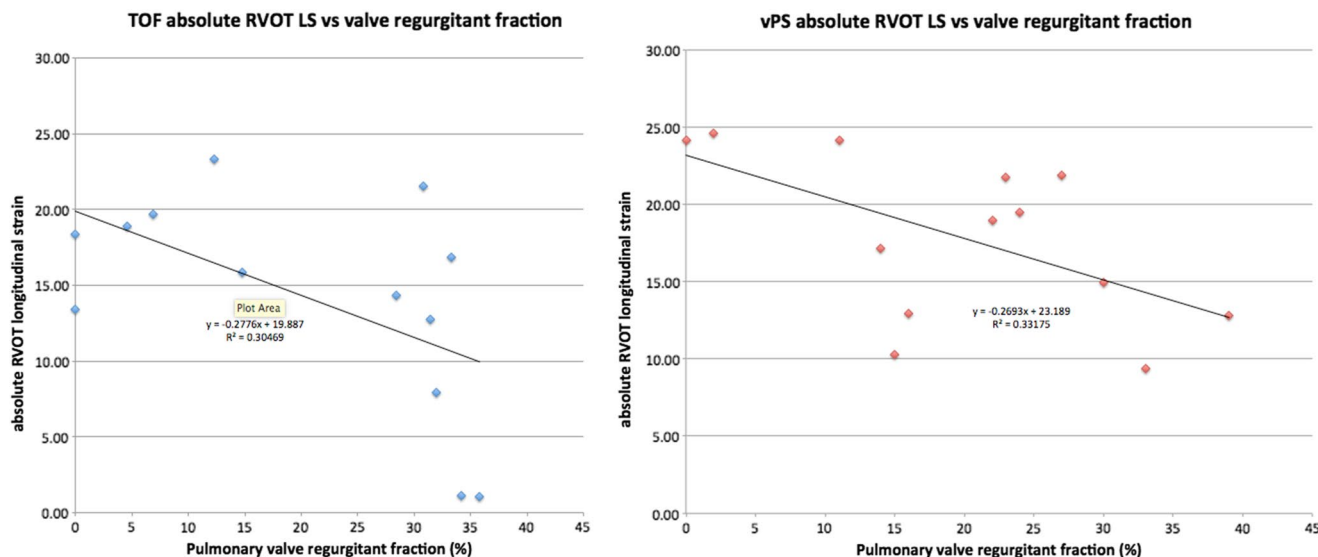 TOF absolute RVOT LS vs valve regurgitant fraction
30.00
25.00
20.00
15.00
10.00
5.00
0.00
absolute RVOT longitudinal strain
Plot Area
y = -0.2776x + 19.887
R² = 0.30469
0 5 10 15 20 25 30 35 40 45
Pulmonary valve regurgitant fraction (%)
vPS absolute RVOT LS vs valve regurgitant fraction
30.00
25.00
20.00
15.00
10.00
5.00
0.00
absolute RVOT longitudinal strain
y = -0.2693x + 23.189
R² = 0.33175
0 5 10 15 20 25 30 35 40 45
Pulmonary valve regurgitant fraction (%)